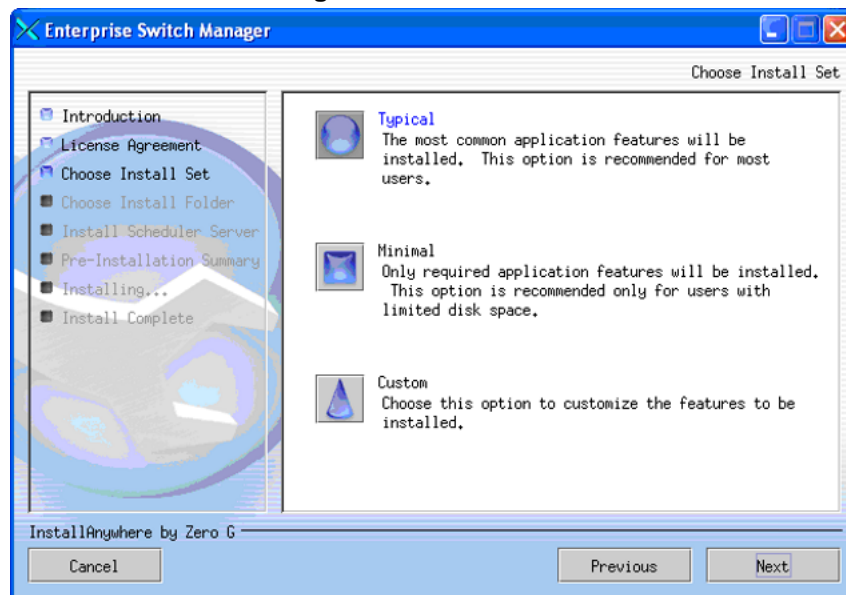 Enterprise Switch Manager
Choose Install Set
Introduction
License Agreement
Choose Install Set
Choose Install Folder
Install Scheduler Server
Pre-Installation Summary
Installing...
Install Complete
Typical
The most common application features will be
installed. This option is recommended for most
users.
Minimal
Only required application features will be installed.
This option is recommended only for users with
limited disk space.
Custom
Choose this option to customize the features to be
installed.
InstallAnywhere by Zero G
Cancel
Previous
Next